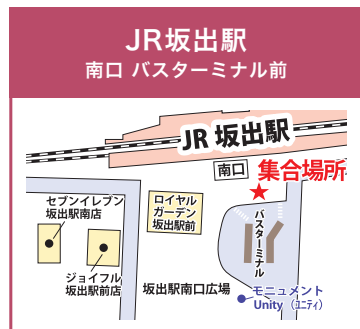 JR坂出駅
南口 バスターミナル前
JR 坂出駅
南口
集合場所
セブンイレブン
坂出駅南店
ロイヤル
ガーデン
坂出駅前
バスターミナル
ジョイフル
坂出駅前店
坂出駅南口広場
モニュメント
Unity（ユニティ）